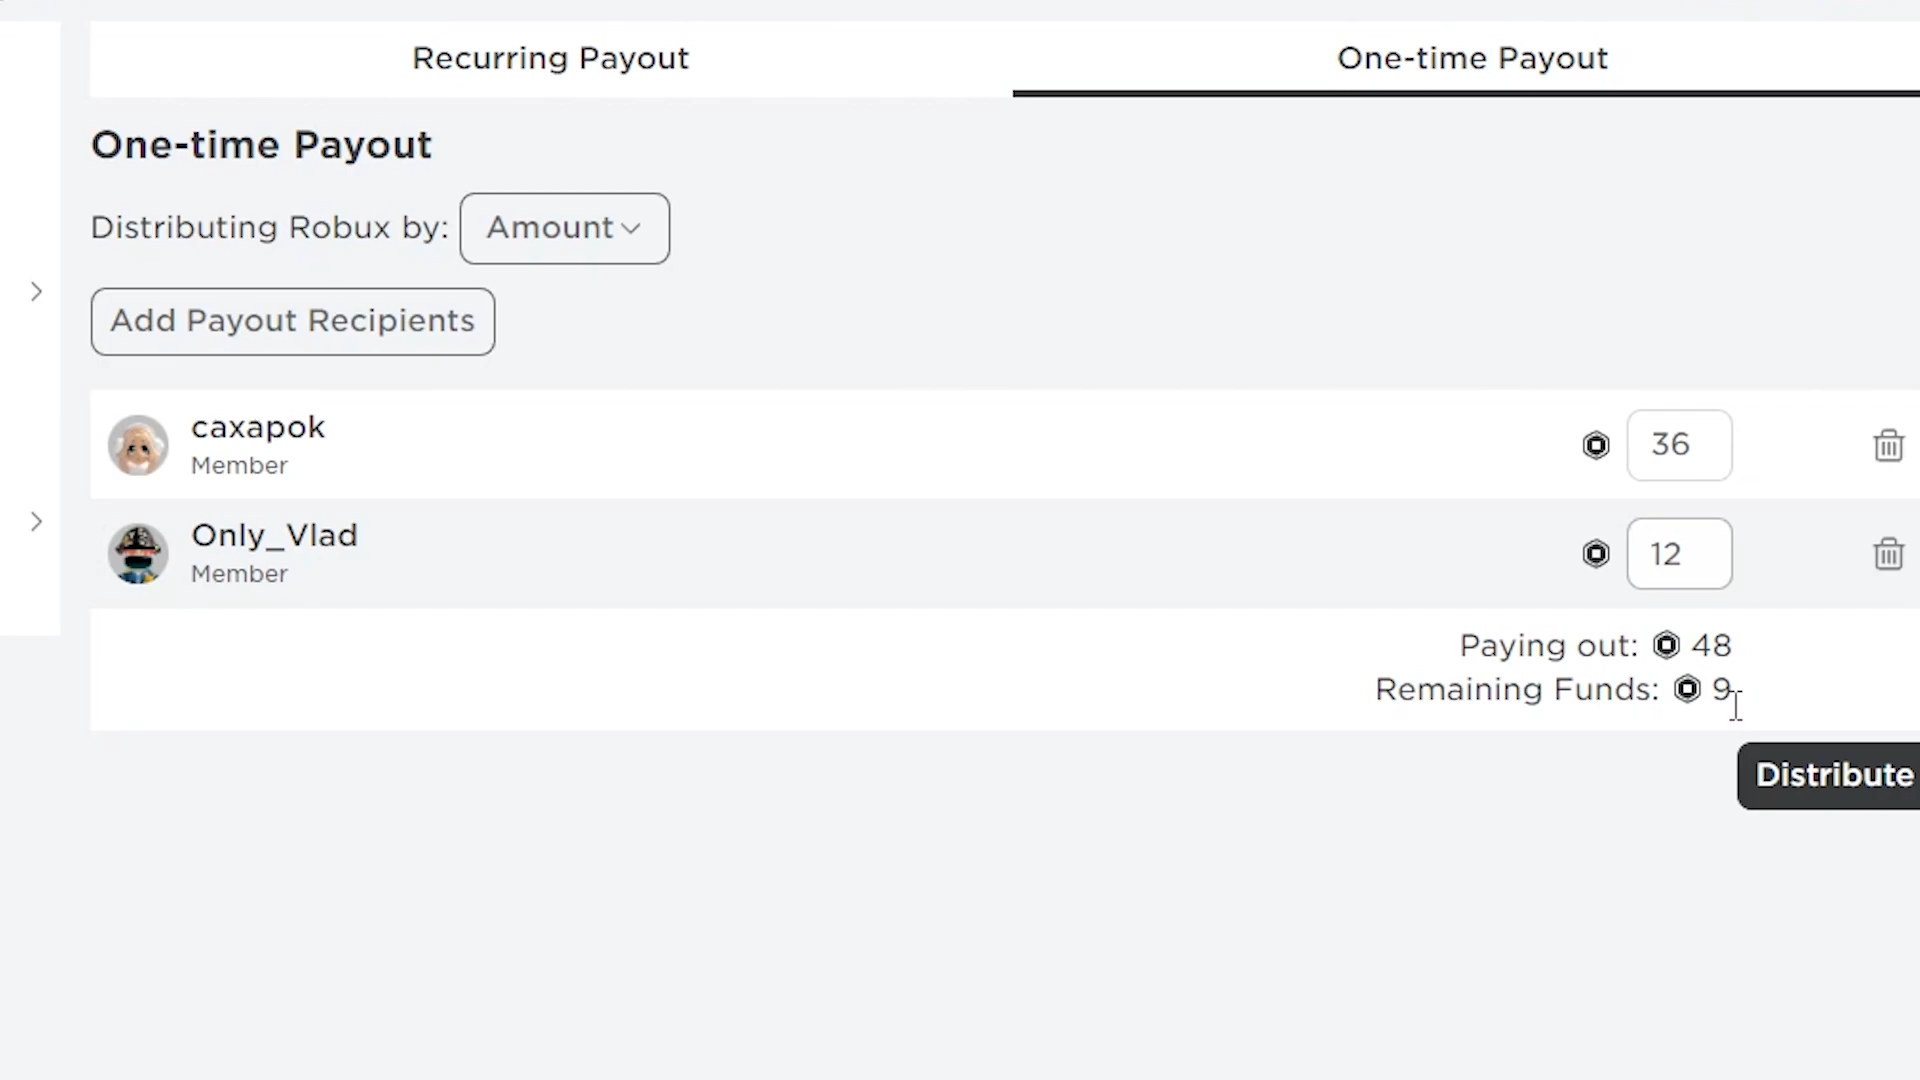 Recurring Payout
One-time Payout
One-time Payout
Distributing Robux by: Amount
Add Payout Recipients
caxapok
Member
36
Only_Vlad
Member
12
Paying out: 48
Remaining Funds: 9
Distribute